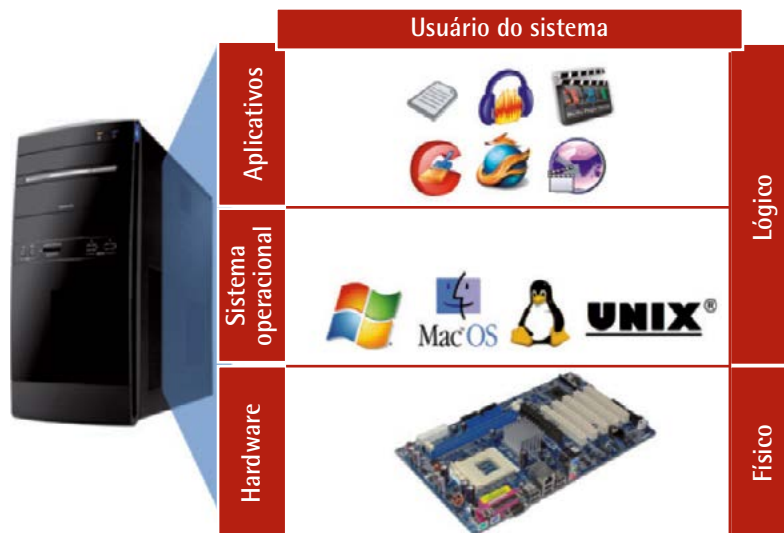 Usuário do sistema
Aplicativos
Lógico
Sistema
operacional
Mac OS
UNIX®
Hardware
Físico